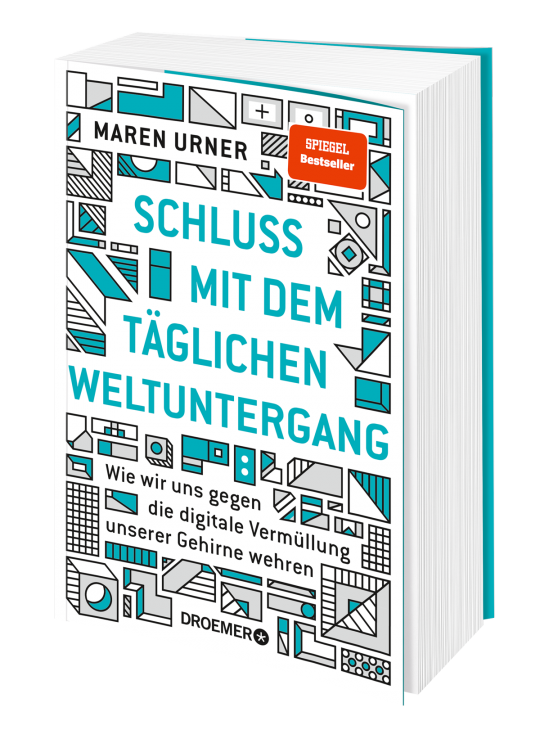 MAREN URNER
SPIEGEL
Bestseller
SCHLUSS
MIT DEM
TÄGLICHEN
WELTUNTERGANG
Wie wir uns gegen
die digitale Vermüllung
unserer Gehirne wehren
DROEMER